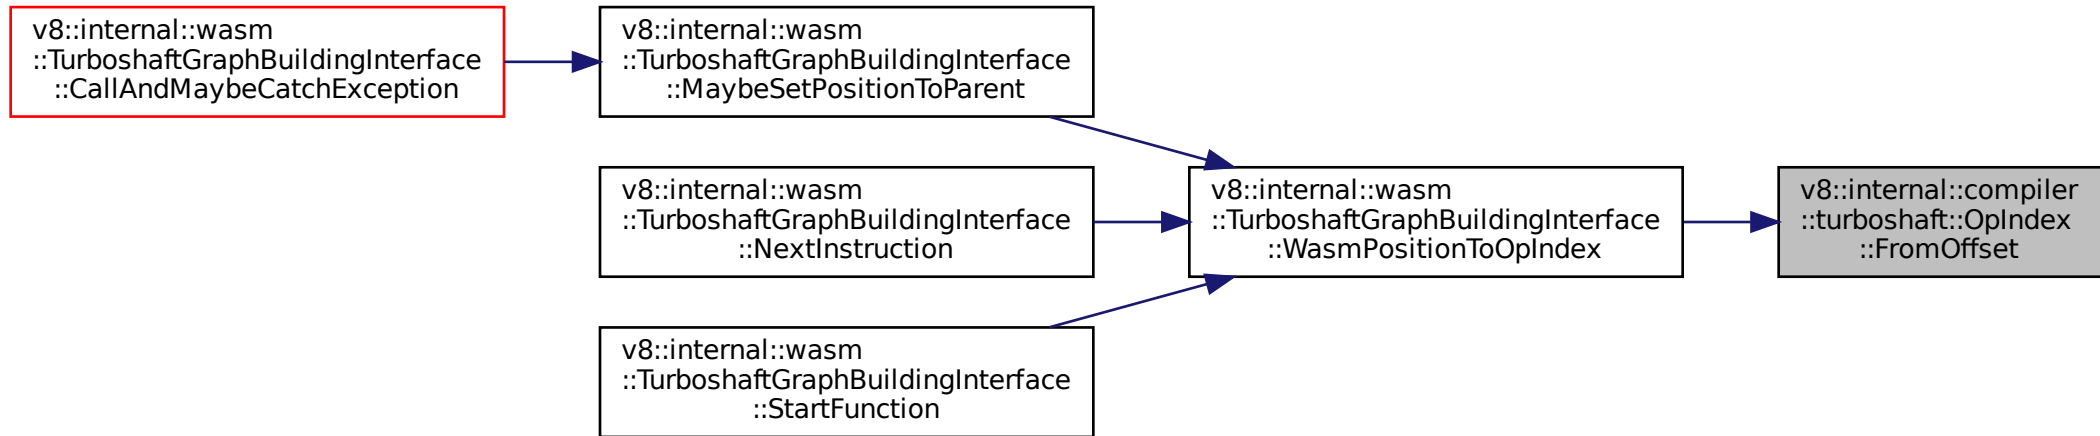 v8::internal::wasm
::TurboshaftGraphBuildingInterface
::CallAndMaybeCatchException
v8::internal::wasm
::TurboshaftGraphBuildingInterface
::MaybeSetPositionToParent
v8::internal::wasm
::TurboshaftGraphBuildingInterface
::NextInstruction
v8::internal::wasm
::TurboshaftGraphBuildingInterface
::StartFunction
v8::internal::wasm
::TurboshaftGraphBuildingInterface
::WasmPositionToOpIndex
v8::internal::compiler
::turboshaft::OpIndex
::FromOffset